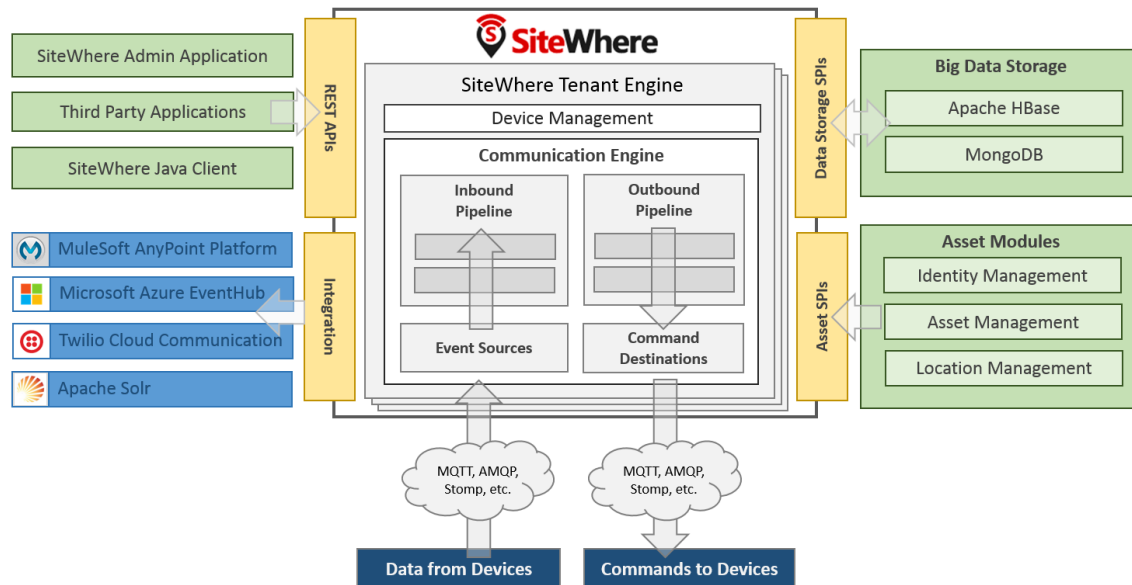 S
SiteWhere
SiteWhere Admin Application
Third Party Applications
SiteWhere Java Client
REST APIs
MuleSoft AnyPoint Platform
Microsoft Azure EventHub
Twilio Cloud Communication
Apache Solr
Integration
SiteWhere Tenant Engine
Device Management
Communication Engine
Inbound
Pipeline
Outbound
Pipeline
Event Sources
Command
Destinations
Data Storage SPIs
Big Data Storage
Apache HBase
MongoDB
Asset SPIs
Asset Modules
Identity Management
Asset Management
Location Management
MQTT, AMQP,
Stomp, etc.
MQTT, AMQP,
Stomp, etc.
Data from Devices
Commands to Devices